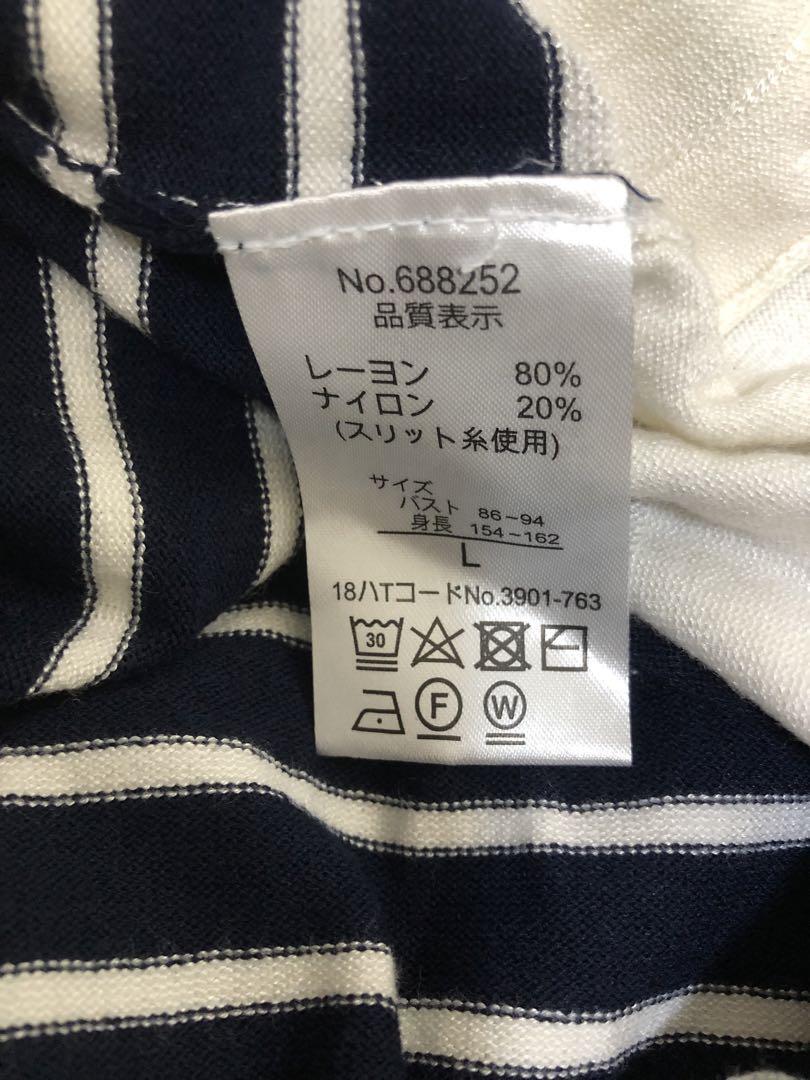 No.688252
品質表示
レーヨン 80%
ナイロン 20%
(スリット糸使用)
サイズ
バスト 86~94
身長 154~162
L
18ハTコードNo.3901-763
30
F W